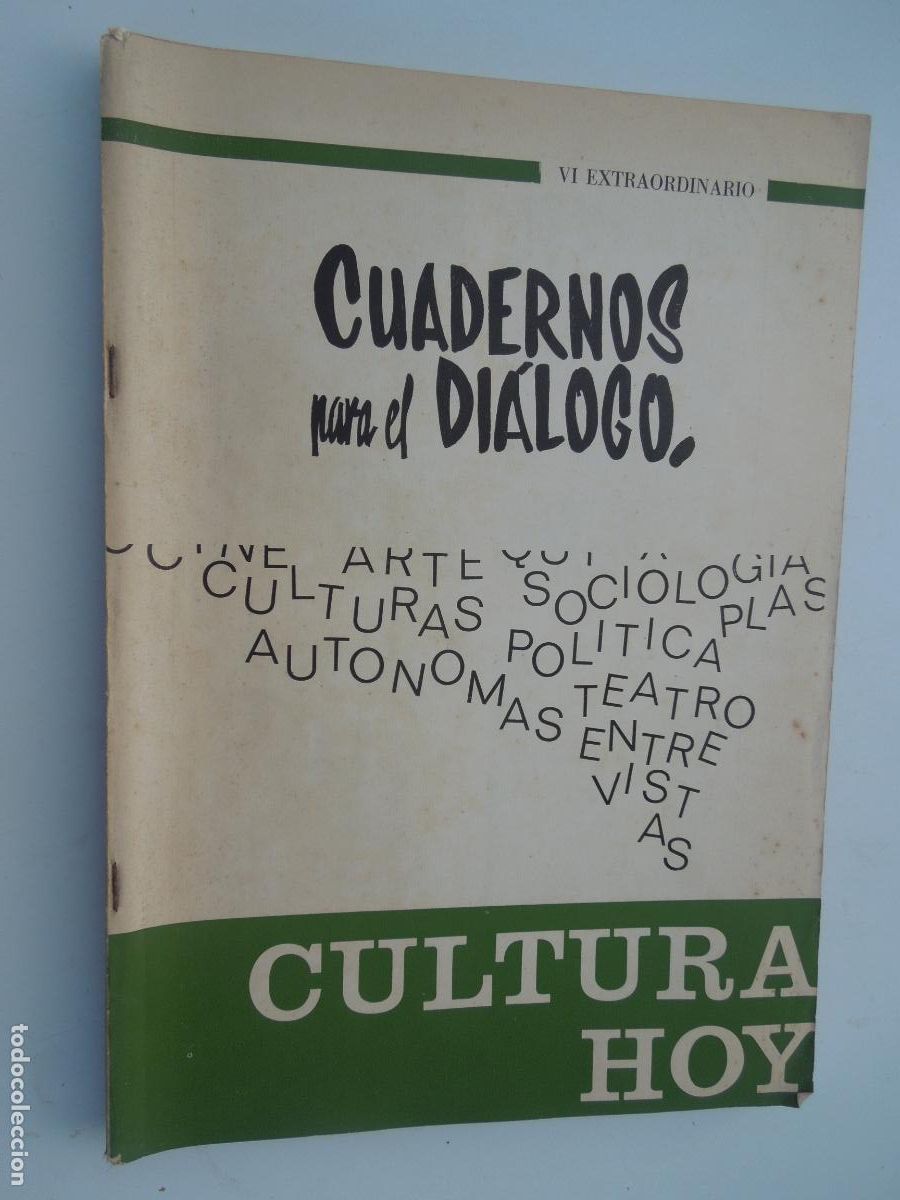 VI EXTRAORDINARIO
CUADERNOS
para el DIÁLOGO.
CINE ARTE SOCIOLOGIA
CULTURAS POLITICA PLAS
AUTONOMAS TEATRO
ENTRE
VIST
AS
CULTURA
HOY
todocoleccion